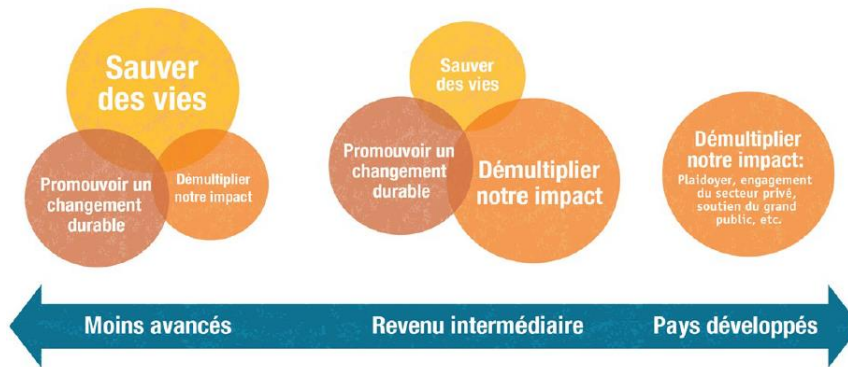 Sauver
des vies
Promouvoir un
changement
durable
Démultiplier
notre impact
Sauver
des vies
Promouvoir un
changement
durable
Démultiplier
notre impact
Démultiplier
notre impact:
Plaidoyer, engagement
du secteur privé,
soutien du grand
public, etc.
Moins avancés
Revenu intermédiaire
Pays développés